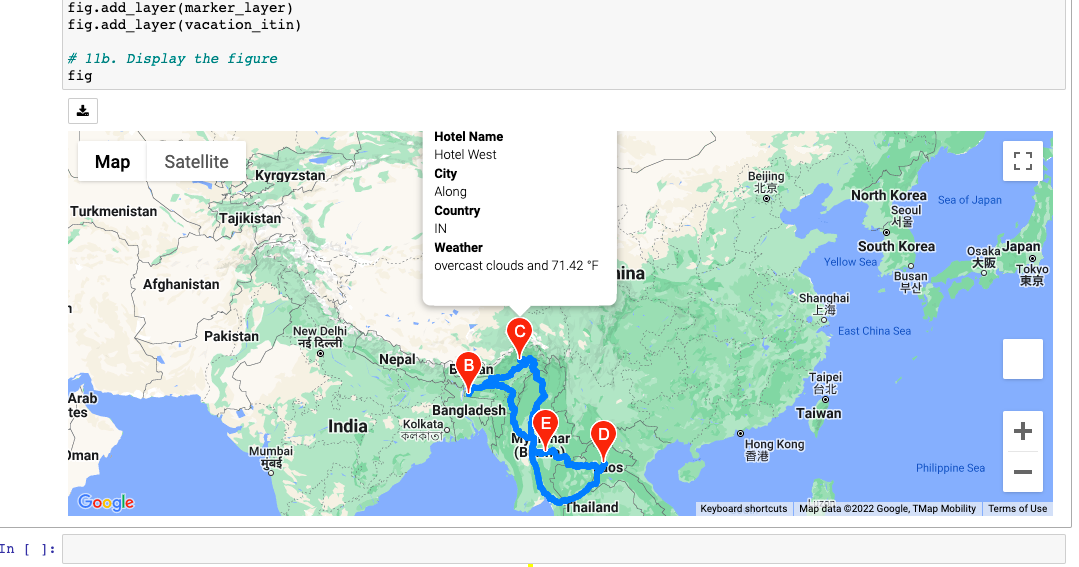 fig.add_layer(marker_layer)
fig.add_layer(vacation_itin)
# 11b. Display the figure
fig
Map
Satellite
Hotel Name
Hotel West
City
Along
Country
IN
Weather
overcast clouds and 71.42 °F
Kyrgyzstan
Turkmenistan
Tajikistan
Afghanistan
Pakistan
New Delhi
नई दिल्ली
Nepal
Bangladesh
India
Kolkata
কলকাতা
Mumbai
मुंबई
Arab
tes
Oman
Beijing
北京
North Korea
Seoul
서울
Sea of Japan
South Korea
Yellow Sea
Busan
부산
Osaka
大阪
Japan
Tokyo
東京
Shanghai
上海
East China Sea
Taipei
台北
Taiwan
Hong Kong
香港
Philippine Sea
Thailand
C
B
E
D
Google
Keyboard shortcuts
Map data ©2022 Google, TMap Mobility
Terms of Use
In [ ]: